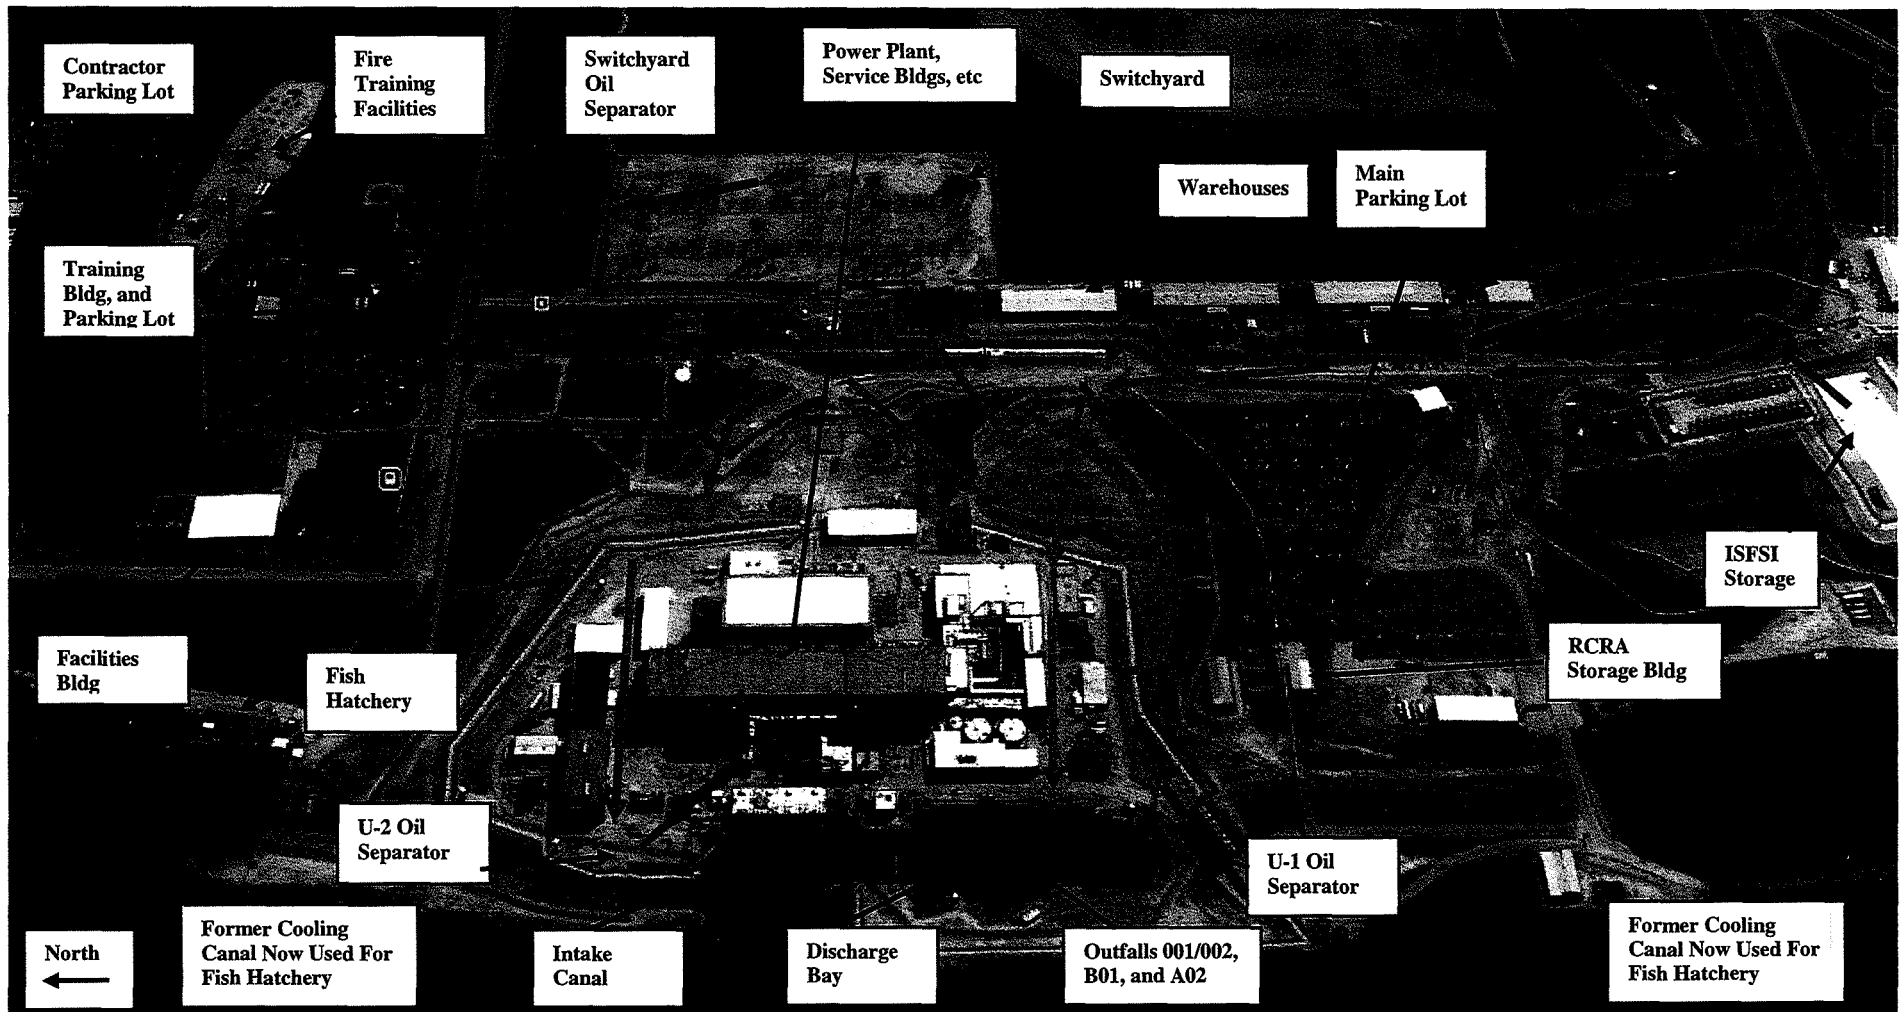 Contractor
Parking Lot
Fire
Training
Facilities
Switchyard
Oil
Separator
Power Plant,
Service Bldgs, etc
Switchyard
Warehouses
Main
Parking Lot
Training
Bldg, and
Parking Lot
ISFSI
Storage
Facilities
Bldg
Fish
Hatchery
RCRA
Storage Bldg
U-2 Oil
Separator
U-1 Oil
Separator
North
Former Cooling
Canal Now Used For
Fish Hatchery
Intake
Canal
Discharge
Bay
Outfalls 001/002,
B01, and A02
Former Cooling
Canal Now Used For
Fish Hatchery